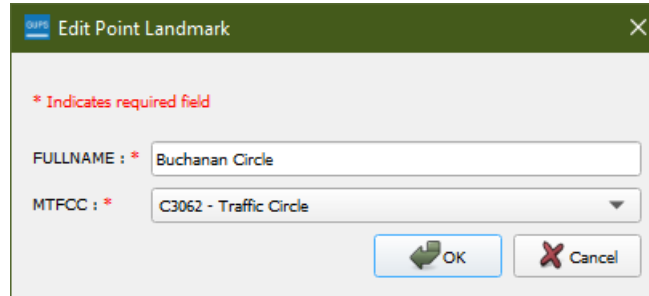 GUPS Edit Point Landmark
* Indicates required field
FULLNAME : * Buchanan Circle
MTFCC : * C3062 - Traffic Circle
OK Cancel